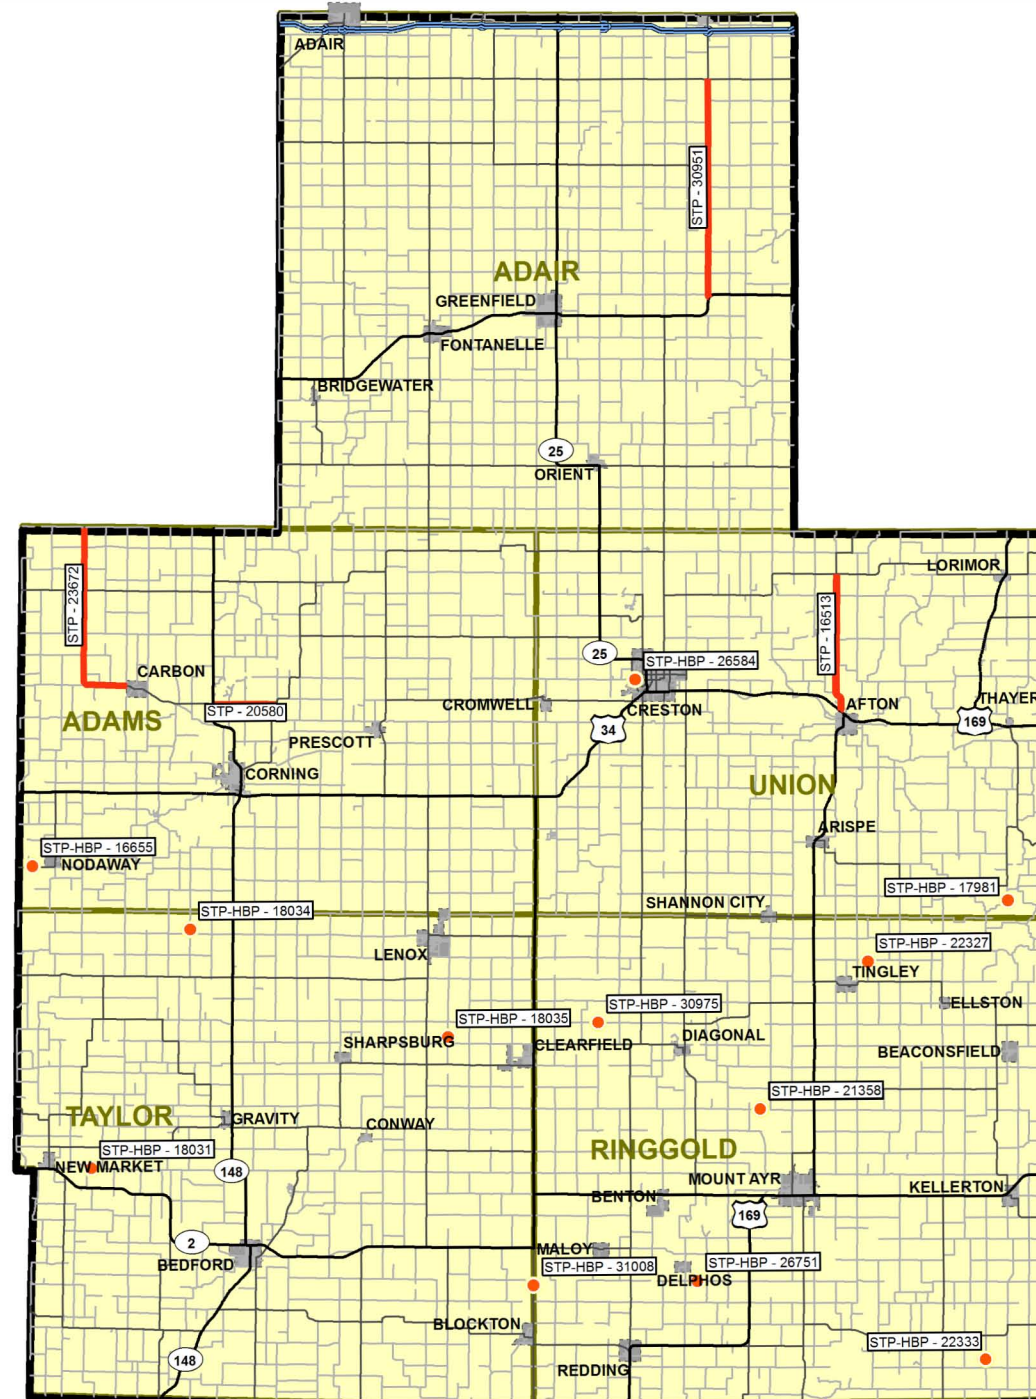 ADAIR
STP - 30951
ADAIR
GREENFIELD
FONTANELLE
BRIDGEWATER
25
ORIENT
LORIMOR
STP - 23672
STP - 16513
25
STP-HBP - 26584
CARBON
CROMWELL
CRESTON
AFTON
THAYER
STP - 20580
ADAMS
169
34
PRESCOTT
CORNING
UNION
ARISPE
STP-HBP - 16655
NODAWAY
STP-HBP - 17981
SHANNON CITY
STP-HBP - 18034
STP-HBP - 22327
LENOX
TINGLEY
ELLSTON
STP-HBP - 30975
STP-HBP - 18035
SHARPSBURG
CLEARFIELD
DIAGONAL
BEACONSFIELD
STP-HBP - 21358
TAYLOR
GRAVITY
CONWAY
RINGGOLD
STP-HBP - 18031
NEW MARKET
148
MOUNT AYR
KELLERTON
BENTON
169
2
BEDFORD
MALOY
STP-HBP - 31008
STP-HBP - 26751
DELPHOS
BLOCKTON
STP-HBP - 22333
148
REDDING